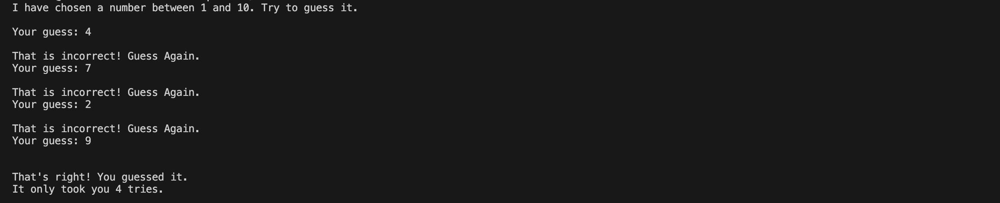 I have chosen a number between 1 and 10. Try to guess it.
Your guess: 4
That is incorrect! Guess Again.
Your guess: 7
That is incorrect! Guess Again.
Your guess: 2
That is incorrect! Guess Again.
Your guess: 9
That's right! You guessed it.
It only took you 4 tries.